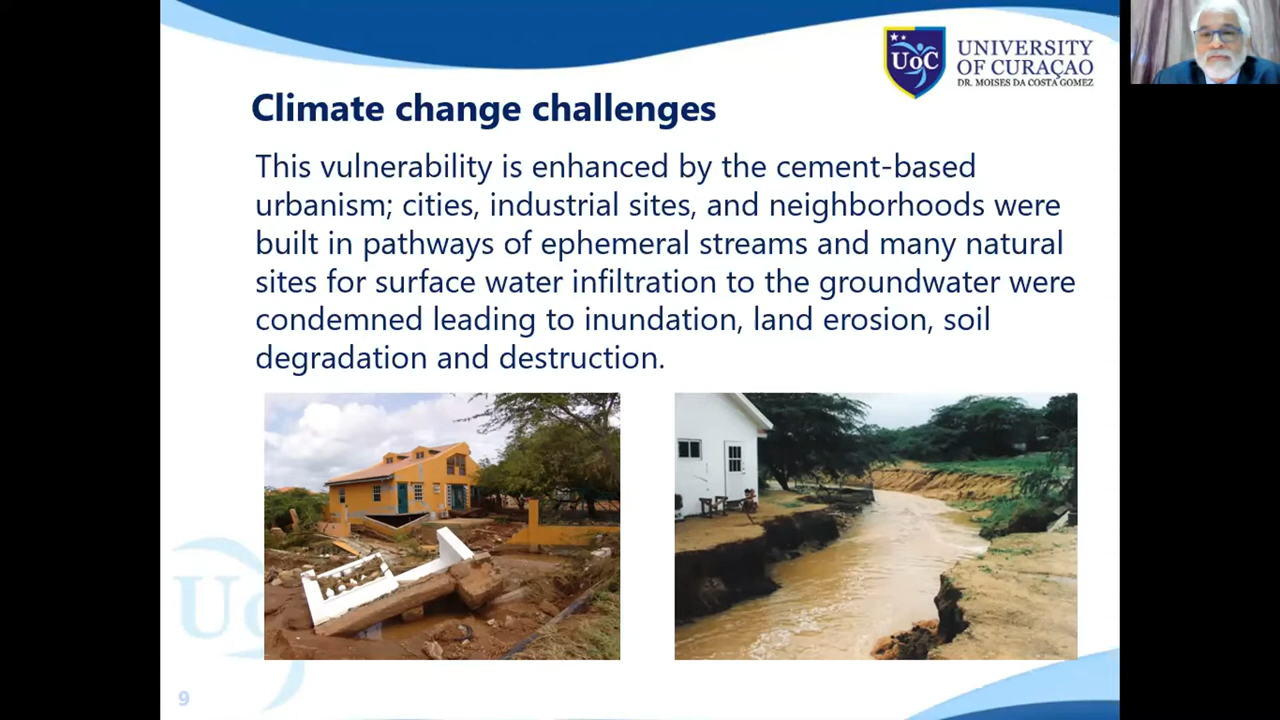 UoC
UNIVERSITY
OF CURAÇAO
DR. MOISES DA COSTA GOMEZ
Climate change challenges
This vulnerability is enhanced by the cement-based
urbanism; cities, industrial sites, and neighborhoods were
built in pathways of ephemeral streams and many natural
sites for surface water infiltration to the groundwater were
condemned leading to inundation, land erosion, soil
degradation and destruction.
Uo
9